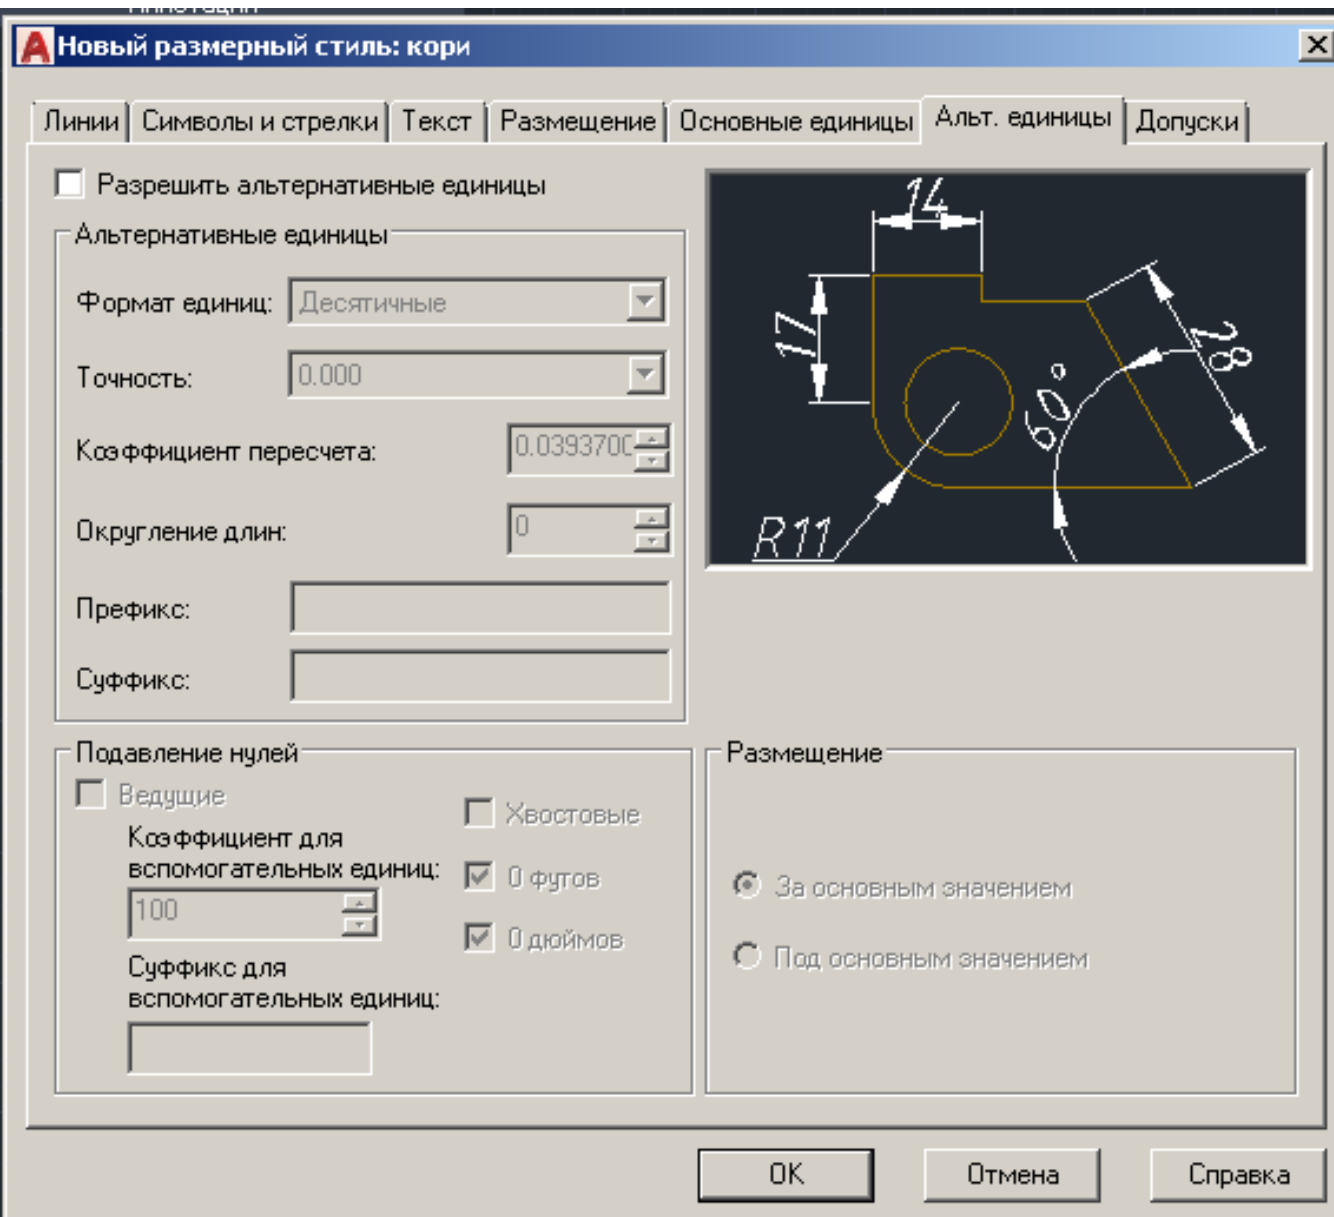 Новый размерный стиль: кори
Линии Символы и стрелки Текст Размещение Основные единицы Альт. единицы Допуски
Разрешить альтернативные единицы
Альтернативные единицы
Формат единиц: Десятичные
Точность: 0.000
Коэффициент пересчета: 0.039370
Округление длин: 0
Префикс:
Суффикс:
14
17
28
60°
R11
Подавление нулей
Ведущие
Коэффициент для
вспомогательных единиц:
100
Суффикс для
вспомогательных единиц:
Хвостовые
0 футов
0 дюймов
Размещение
За основным значением
Под основным значением
OK Отмена Справка